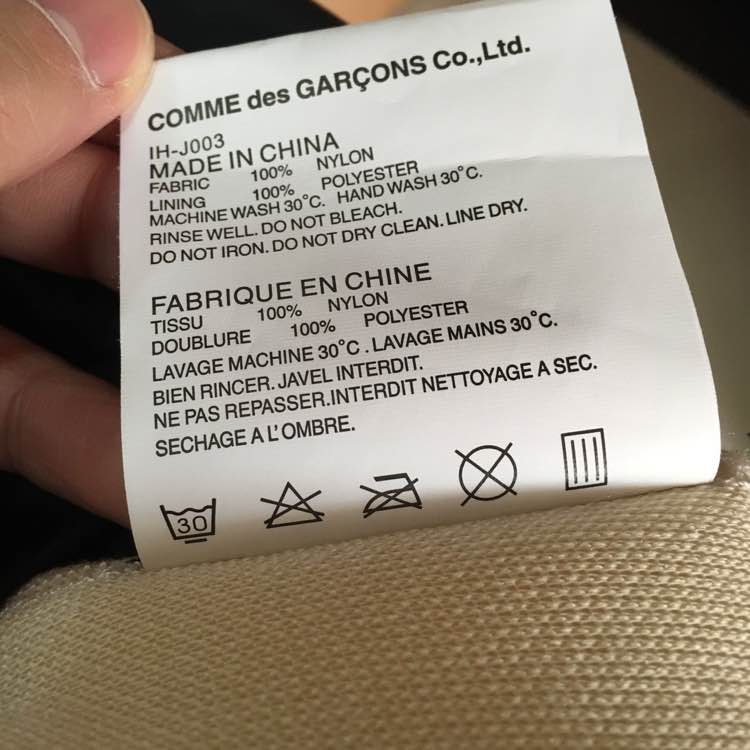 COMME des GARÇONS Co.,Ltd.
IH-J003
MADE IN CHINA
FABRIC 100% NYLON
LINING 100% POLYESTER
MACHINE WASH 30°C. HAND WASH 30°C.
RINSE WELL. DO NOT BLEACH.
DO NOT IRON. DO NOT DRY CLEAN. LINE DRY.
FABRIQUE EN CHINE
TISSU 100% NYLON
DOUBLURE 100% POLYESTER
LAVAGE MACHINE 30°C . LAVAGE MAINS 30°C.
BIEN RINCER. JAVEL INTERDIT.
NE PAS REPASSER.INTERDIT NETTOYAGE A SEC.
SECHAGE A L'OMBRE.
30